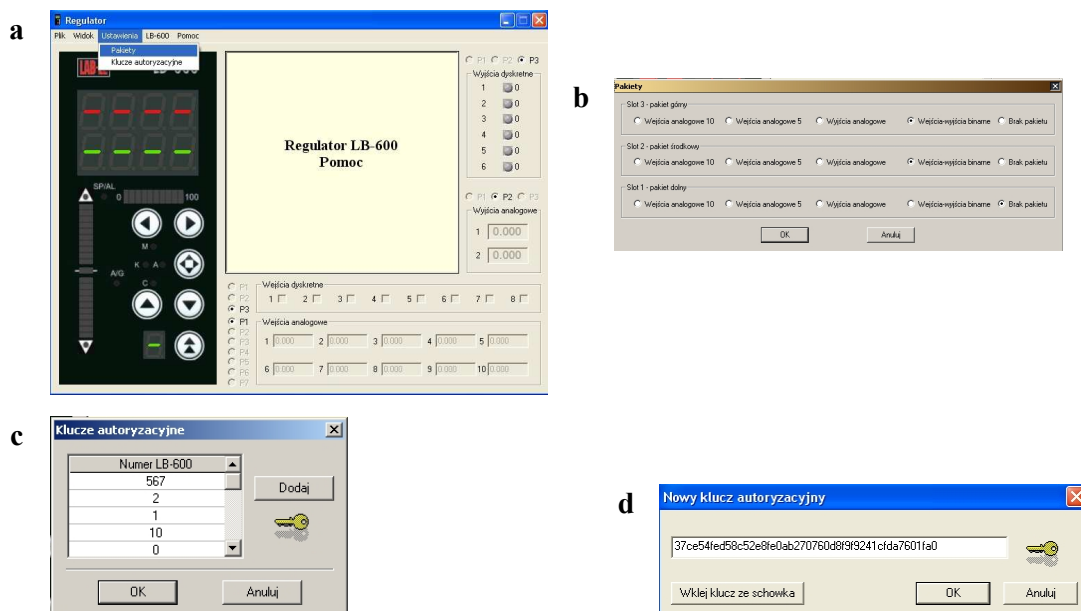 a
Regulator
Plik Widok Ustawienia LB-600 Pomoc
Pakiety
Klucze autoryzacyjne
LAB-EL
LB-600
SP/AL
0
100
M
K
A
A/G
C
Regulator LB-600
Pomoc
P1 P2 P3
Wyjścia dyskretne
1 0
2 0
3 0
4 0
5 0
6 0
P1 P2 P3
Wyjścia analogowe
1 0.000
2 0.000
P1
P2
P3
Wejścia dyskretne
1 2 3 4 5 6 7 8
P1
P2
P3
P4
P5
P6
P7
Wejścia analogowe
1 0.000 2 0.000 3 0.000 4 0.000 5 0.000
6 0.000 7 0.000 8 0.000 9 0.000 10 0.000
b
Pakiety
Slot 3 - pakiet górny
Wejścia analogowe 10 Wejścia analogowe 5 Wyjścia analogowe Wejścia-wyjścia binarne Brak pakietu
Slot 2 - pakiet środkowy
Wejścia analogowe 10 Wejścia analogowe 5 Wyjścia analogowe Wejścia-wyjścia binarne Brak pakietu
Slot 1 - pakiet dolny
Wejścia analogowe 10 Wejścia analogowe 5 Wyjścia analogowe Wejścia-wyjścia binarne Brak pakietu
OK Anuluj
c
Klucze autoryzacyjne
Numer LB-600
567
2
1
10
0
Dodaj
OK Anuluj
d
Nowy klucz autoryzacyjny
37ce54fed58c52e8fe0ab270760d8f9f9241cfda7601fa0
Wklej klucz ze schowka OK Anuluj